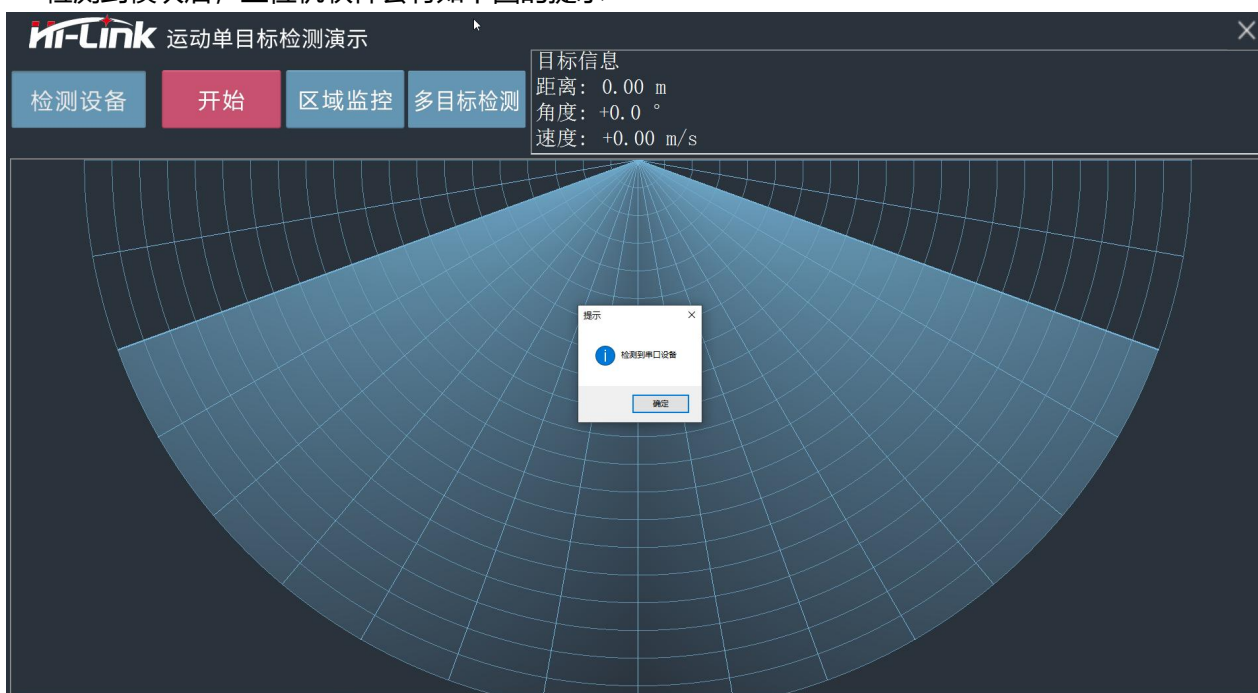 检测到模块后，上位机软件会有如下图的提示
Hi-Link 运动单目标检测演示
检测设备
开始
区域监控
多目标检测
目标信息
距离: 0.00 m
角度: +0.0 °
速度: +0.00 m/s
提示
检测到串口设备
确定